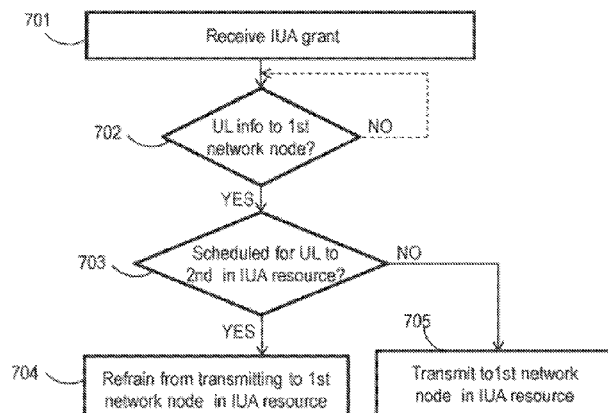 701
Receive IUA grant
702
UL info to 1st
network node?
NO
YES
703
Scheduled for UL to
2nd in IUA resource?
NO
YES
704
Refrain from transmitting to 1st
network node in IUA resource
705
Transmit to1st network
node in IUA resource